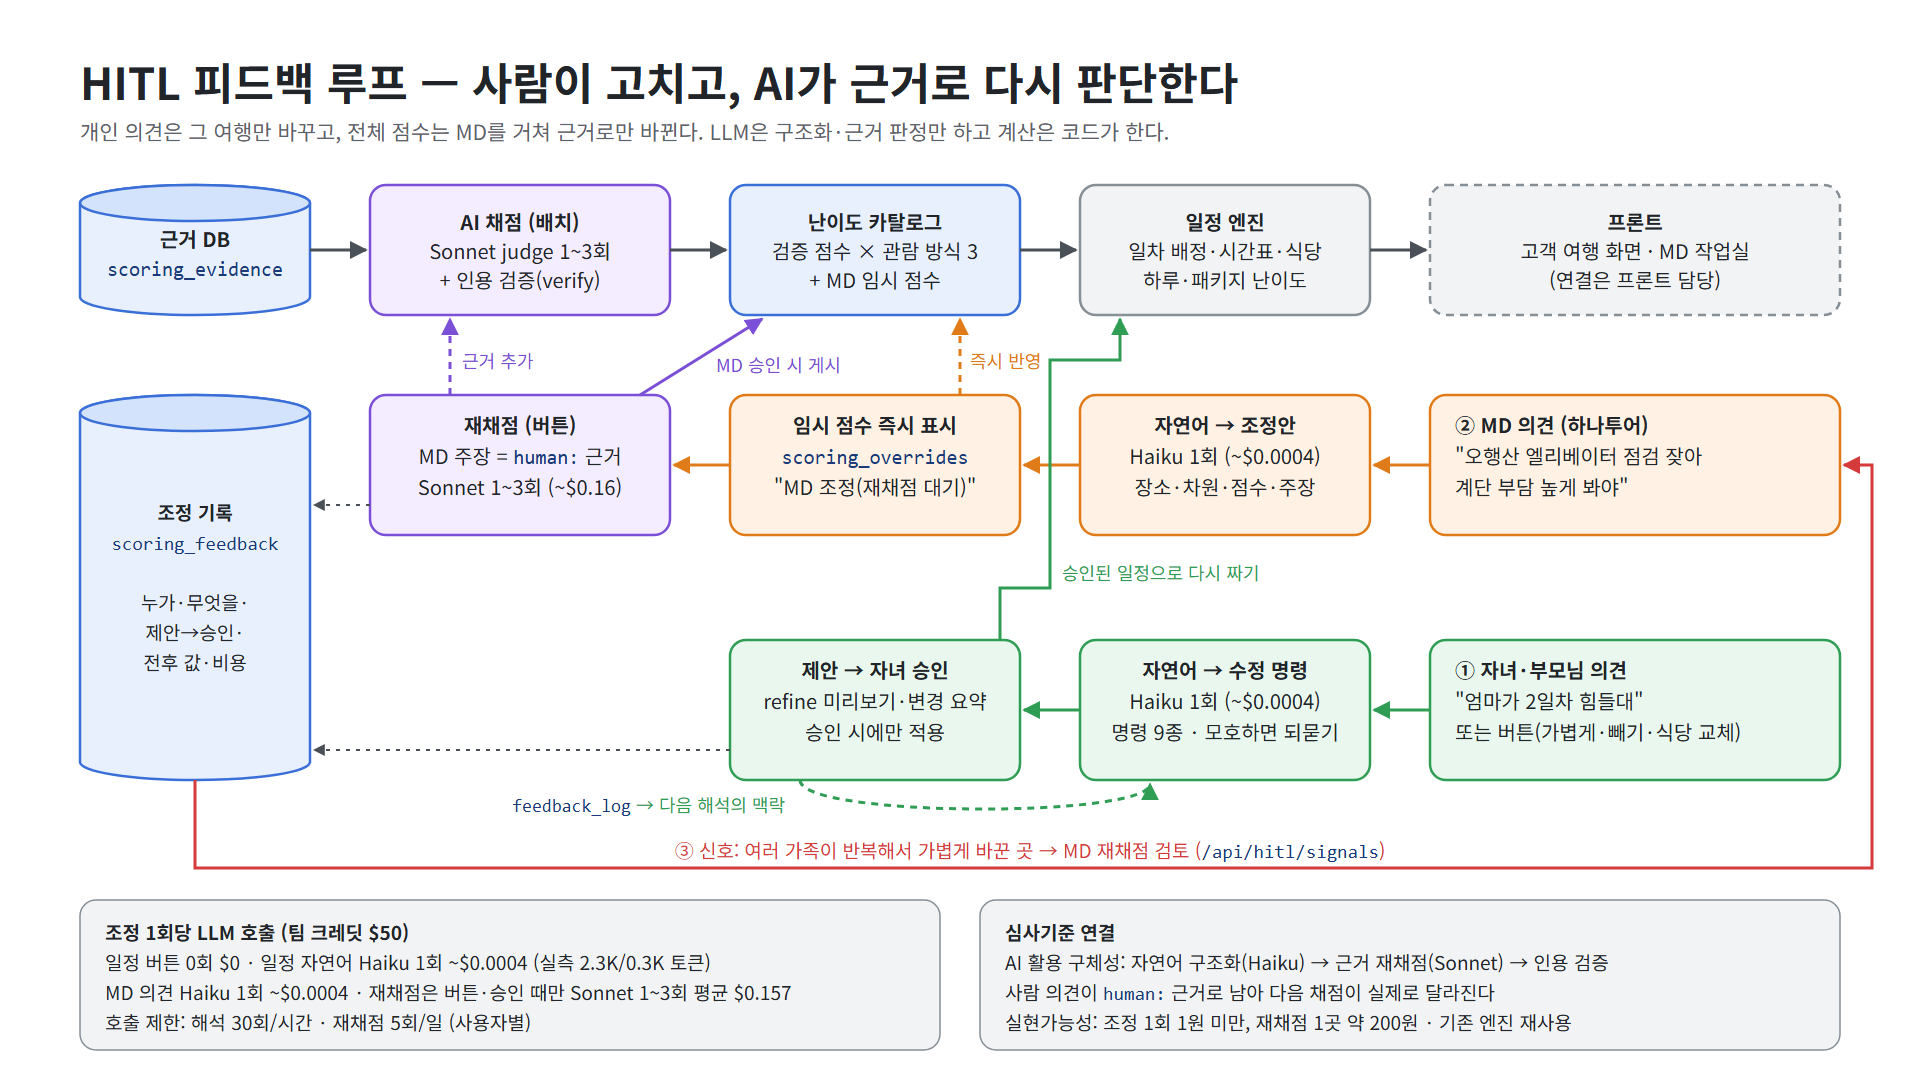 HITL 피드백 루프 — 사람이 고치고, AI가 근거로 다시 판단한다
개인 의견은 그 여행만 바꾸고, 전체 점수는 MD를 거쳐 근거로만 바뀐다. LLM은 구조화·근거 판정만 하고 계산은 코드가 한다.
근거 DB
scoring_evidence
AI 채점 (배치)
Sonnet judge 1~3회
+ 인용 검증(verify)
난이도 카탈로그
검증 점수 × 관람 방식 3
+ MD 임시 점수
일정 엔진
일차 배정·시간표·식당
하루·패키지 난이도
프론트
고객 여행 화면 · MD 작업실
(연결은 프론트 담당)
근거 추가
MD 승인 시 게시
즉시 반영
조정 기록
scoring_feedback
누가·무엇을·
제안→승인·
전후 값·비용
재채점 (버튼)
MD 주장 = human: 근거
Sonnet 1~3회 (~$0.16)
임시 점수 즉시 표시
scoring_overrides
"MD 조정(재채점 대기)"
자연어 → 조정안
Haiku 1회 (~$0.0004)
장소·차원·점수·주장
② MD 의견 (하나투어)
"오행산 엘리베이터 점검 잦아
계단 부담 높게 봐야"
승인된 일정으로 다시 짜기
제안 → 자녀 승인
refine 미리보기·변경 요약
승인 시에만 적용
자연어 → 수정 명령
Haiku 1회 (~$0.0004)
명령 9종 · 모호하면 되묻기
① 자녀·부모님 의견
"엄마가 2일차 힘들대"
또는 버튼(가볍게·빼기·식당 교체)
feedback_log → 다음 해석의 맥락
③ 신호: 여러 가족이 반복해서 가볍게 바꾼 곳 → MD 재채점 검토 (/api/hitl/signals)
조정 1회당 LLM 호출 (팀 크레딧 $50)
일정 버튼 0회 $0 · 일정 자연어 Haiku 1회 ~$0.0004 (실측 2.3K/0.3K 토큰)
MD 의견 Haiku 1회 ~$0.0004 · 재채점은 버튼·승인 때만 Sonnet 1~3회 평균 $0.157
호출 제한: 해석 30회/시간 · 재채점 5회/일 (사용자별)
심사기준 연결
AI 활용 구체성: 자연어 구조화(Haiku) → 근거 재채점(Sonnet) → 인용 검증
사람 의견이 human: 근거로 남아 다음 채점이 실제로 달라진다
실현가능성: 조정 1회 1원 미만, 재채점 1곳 약 200원 · 기존 엔진 재사용